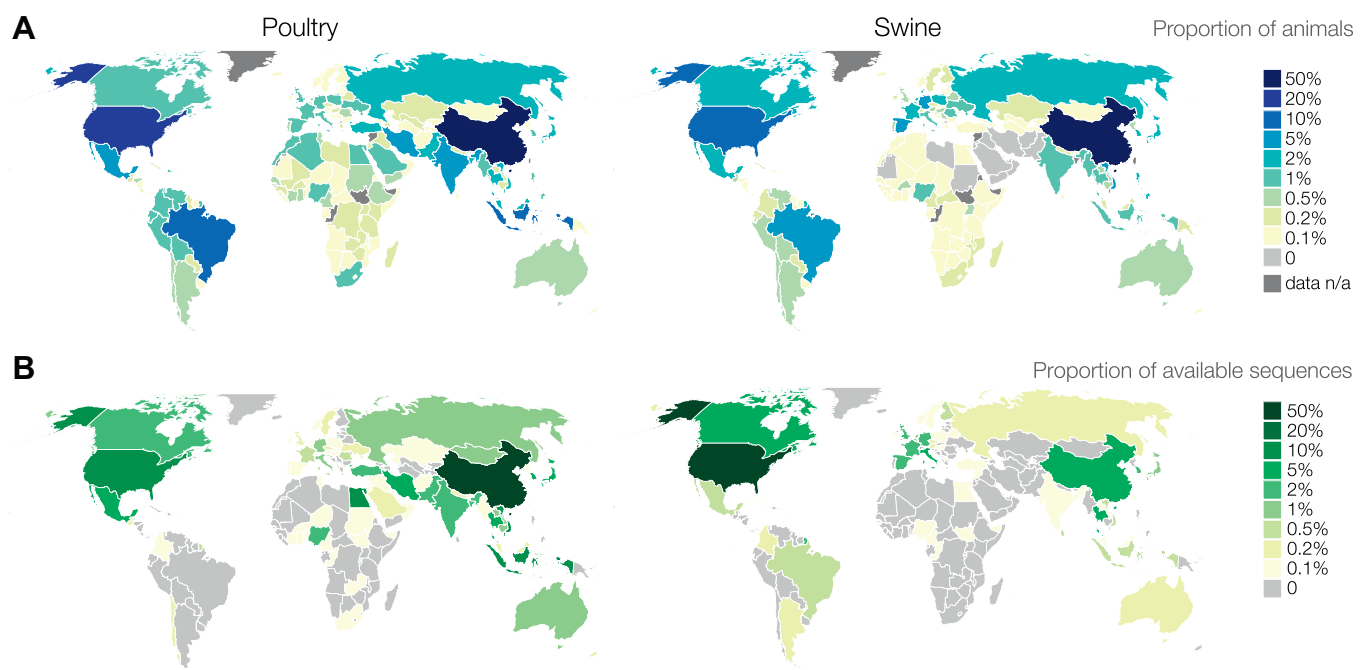 A
Poultry
Swine
Proportion of animals
50%
20%
10%
5%
2%
1%
0.5%
0.2%
0.1%
0
data n/a
B
Proportion of available sequences
50%
20%
10%
5%
2%
1%
0.5%
0.2%
0.1%
0